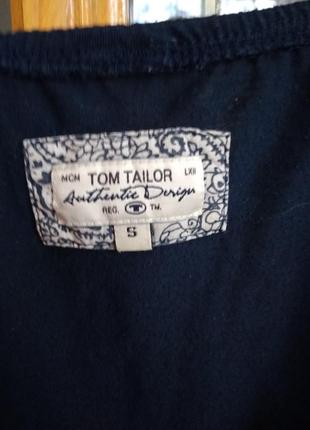 MCM TOM TAILOR LXII
Authentic Design
REG. T TM.
S